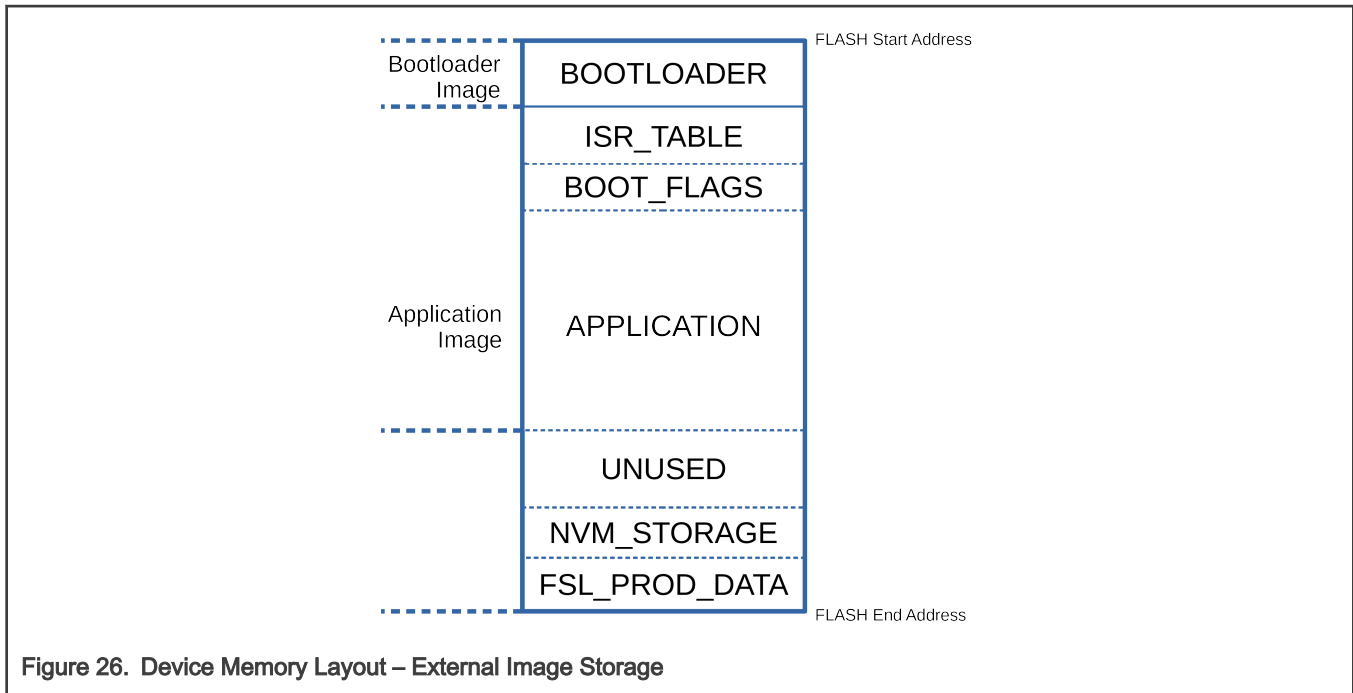 FLASH Start Address
Bootloader
Image
BOOTLOADER
ISR_TABLE
BOOT_FLAGS
Application
Image
APPLICATION
UNUSED
NVM_STORAGE
FSL_PROD_DATA
FLASH End Address
Figure 26. Device Memory Layout – External Image Storage